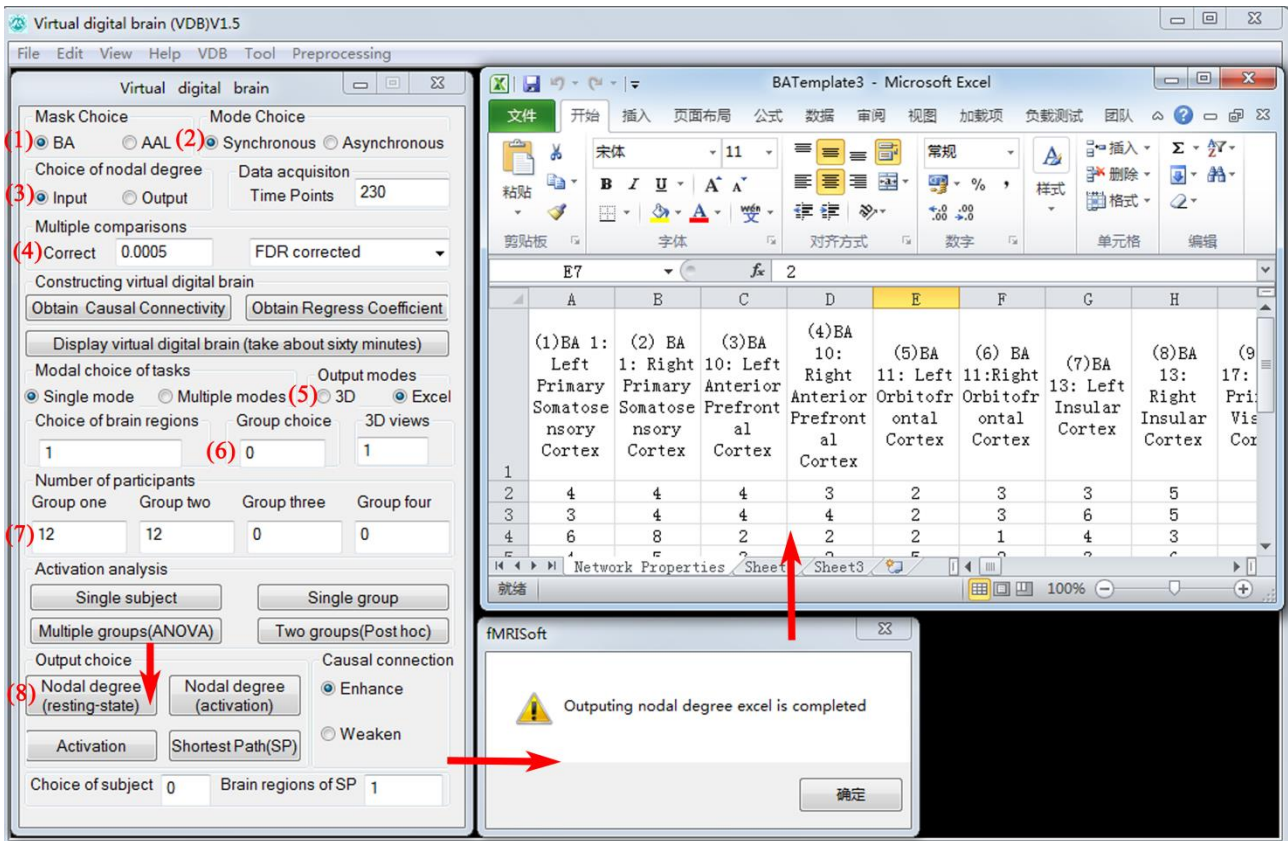 Virtual digital brain (VDB)V1.5
File Edit View Help VDB Tool Preprocessing
Virtual digital brain
Mask Choice Mode Choice
(1) BA AAL (2) Synchronous Asynchronous
Choice of nodal degree Data acquisiton
(3) Input Output Time Points 230
Multiple comparisons
(4) Correct 0.0005 FDR corrected
Constructing virtual digital brain
Obtain Causal Connectivity Obtain Regress Coefficient
Display virtual digital brain (take about sixty minutes)
Modal choice of tasks Output modes
Single mode Multiple modes (5) 3D Excel
Choice of brain regions Group choice 3D views
1 (6) 0 1
Number of participants
Group one Group two Group three Group four
(7) 12 12 0 0
Activation analysis
Single subject Single group
Multiple groups(ANOVA) Two groups(Post hoc)
Output choice Causal connection
(8) Nodal degree (resting-state) Nodal degree (activation) Enhance
Activation Shortest Path(SP) Weaken
Choice of subject 0 Brain regions of SP 1
BATemplate3 - Microsoft Excel
文件 开始 插入 页面布局 公式 数据 审阅 视图 加载项 负载测试 团队
宋体 11 常规 插入 Σ
粘贴 B I U A A % 样式 删除
A wén 文 .00 .0 格式
剪贴板 字体 对齐方式 数字 单元格 编辑
E7 fx 2
A B C D E F G H
(1)BA 1: Left Primary Somatosensory Cortex
(2) BA 1: Right Primary Somatosensory Cortex
(3)BA 10: Left Anterior Prefrontal Cortex
(4)BA 10: Right Anterior Prefrontal Cortex
(5)BA 11: Left Orbitofrontal Cortex
(6) BA 11:Right Orbitofrontal Cortex
(7)BA 13: Left Insular Cortex
(8)BA 13: Right Insular Cortex
(9 17: Pri Vis Cor
1
2 4 4 4 3 2 3 3 5
3 3 4 4 4 2 3 6 5
4 6 8 2 2 2 1 4 3
Network Properties Sheet Sheet3
就绪 100%
fMRISoft
Outputing nodal degree excel is completed
确定